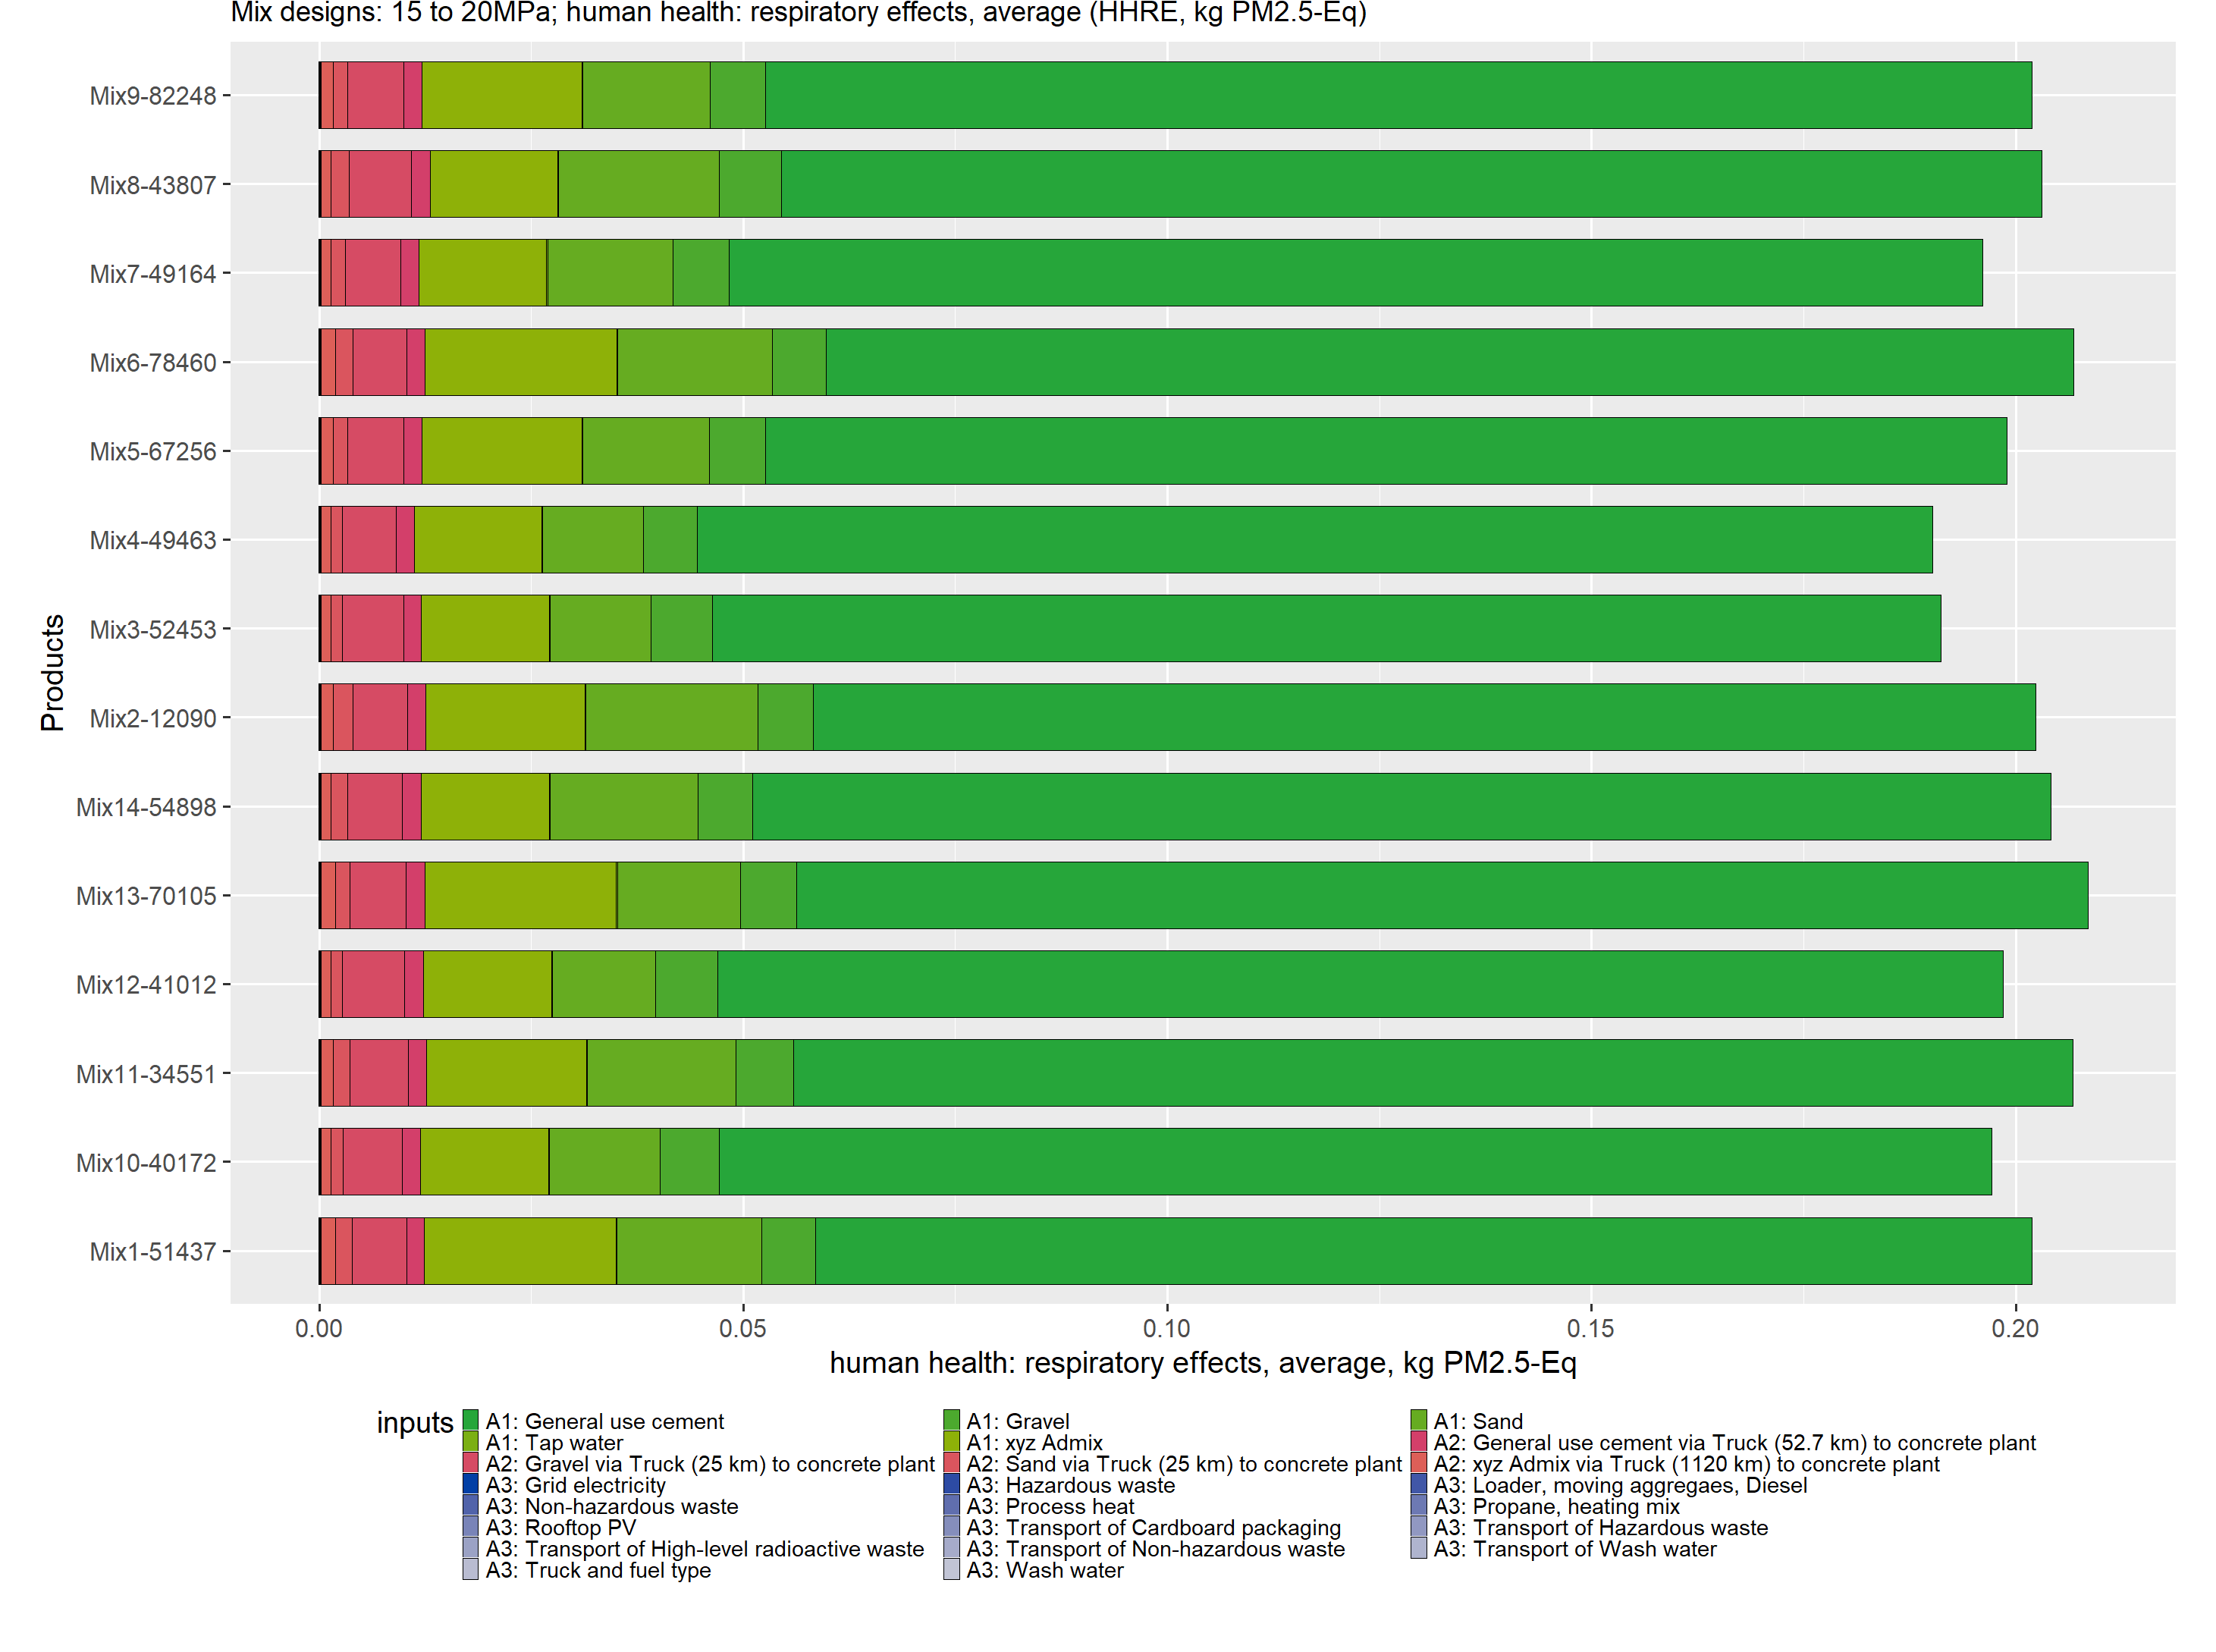 Mix designs: 15 to 20MPa; human health: respiratory effects, average (HHRE, kg PM2.5-Eq)
Products
Mix9-82248
Mix8-43807
Mix7-49164
Mix6-78460
Mix5-67256
Mix4-49463
Mix3-52453
Mix2-12090
Mix14-54898
Mix13-70105
Mix12-41012
Mix11-34551
Mix10-40172
Mix1-51437
0.00 0.05 0.10 0.15 0.20
human health: respiratory effects, average, kg PM2.5-Eq
inputs
A1: General use cement A1: Gravel A1: Sand
A1: Tap water A1: xyz Admix A2: General use cement via Truck (52.7 km) to concrete plant
A2: Gravel via Truck (25 km) to concrete plant A2: Sand via Truck (25 km) to concrete plant A2: xyz Admix via Truck (1120 km) to concrete plant
A3: Grid electricity A3: Hazardous waste A3: Loader, moving aggregaes, Diesel
A3: Non-hazardous waste A3: Process heat A3: Propane, heating mix
A3: Rooftop PV A3: Transport of Cardboard packaging A3: Transport of Hazardous waste
A3: Transport of High-level radioactive waste A3: Transport of Non-hazardous waste A3: Transport of Wash water
A3: Truck and fuel type A3: Wash water